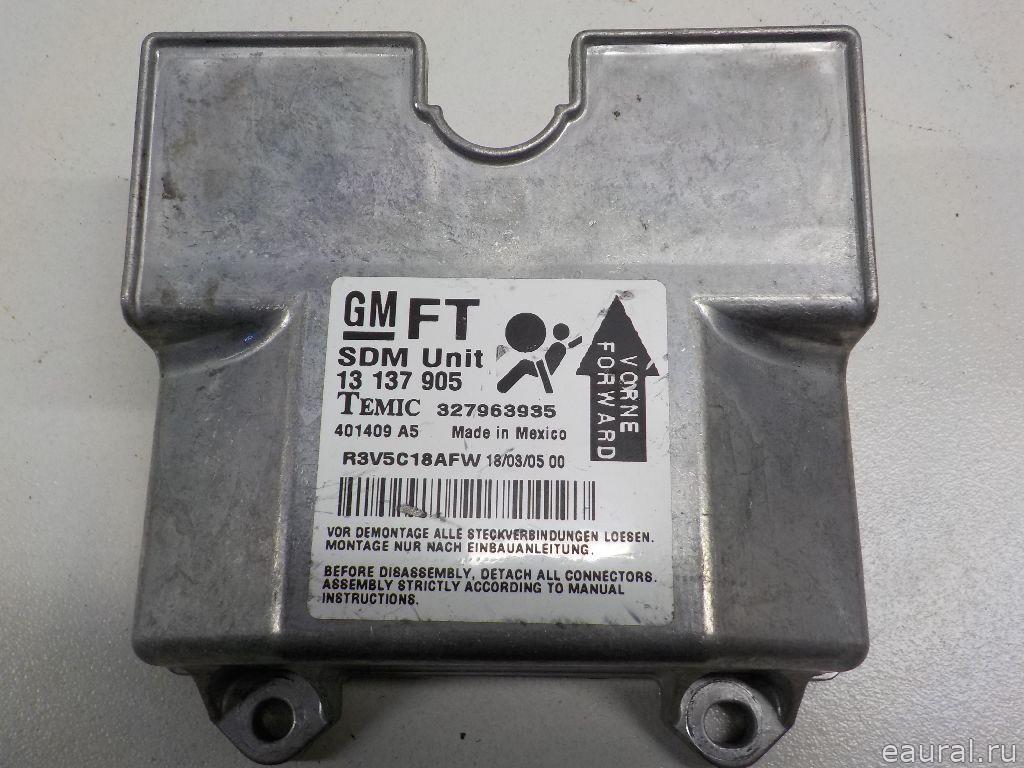 GM FT
SDM Unit
13 137 905
TEMIC 327963935
401409 A5 Made in Mexico
R3V5C18AFW 18/03/05 00
VORNE
FORWARD
VOR DEMONTAGE ALLE STECKVERBINDUNGEN LOESEN.
MONTAGE NUR NACH EINBAUANLEITUNG.
BEFORE DISASSEMBLY, DETACH ALL CONNECTORS.
ASSEMBLY STRICTLY ACCORDING TO MANUAL
INSTRUCTIONS.
eaural.ru